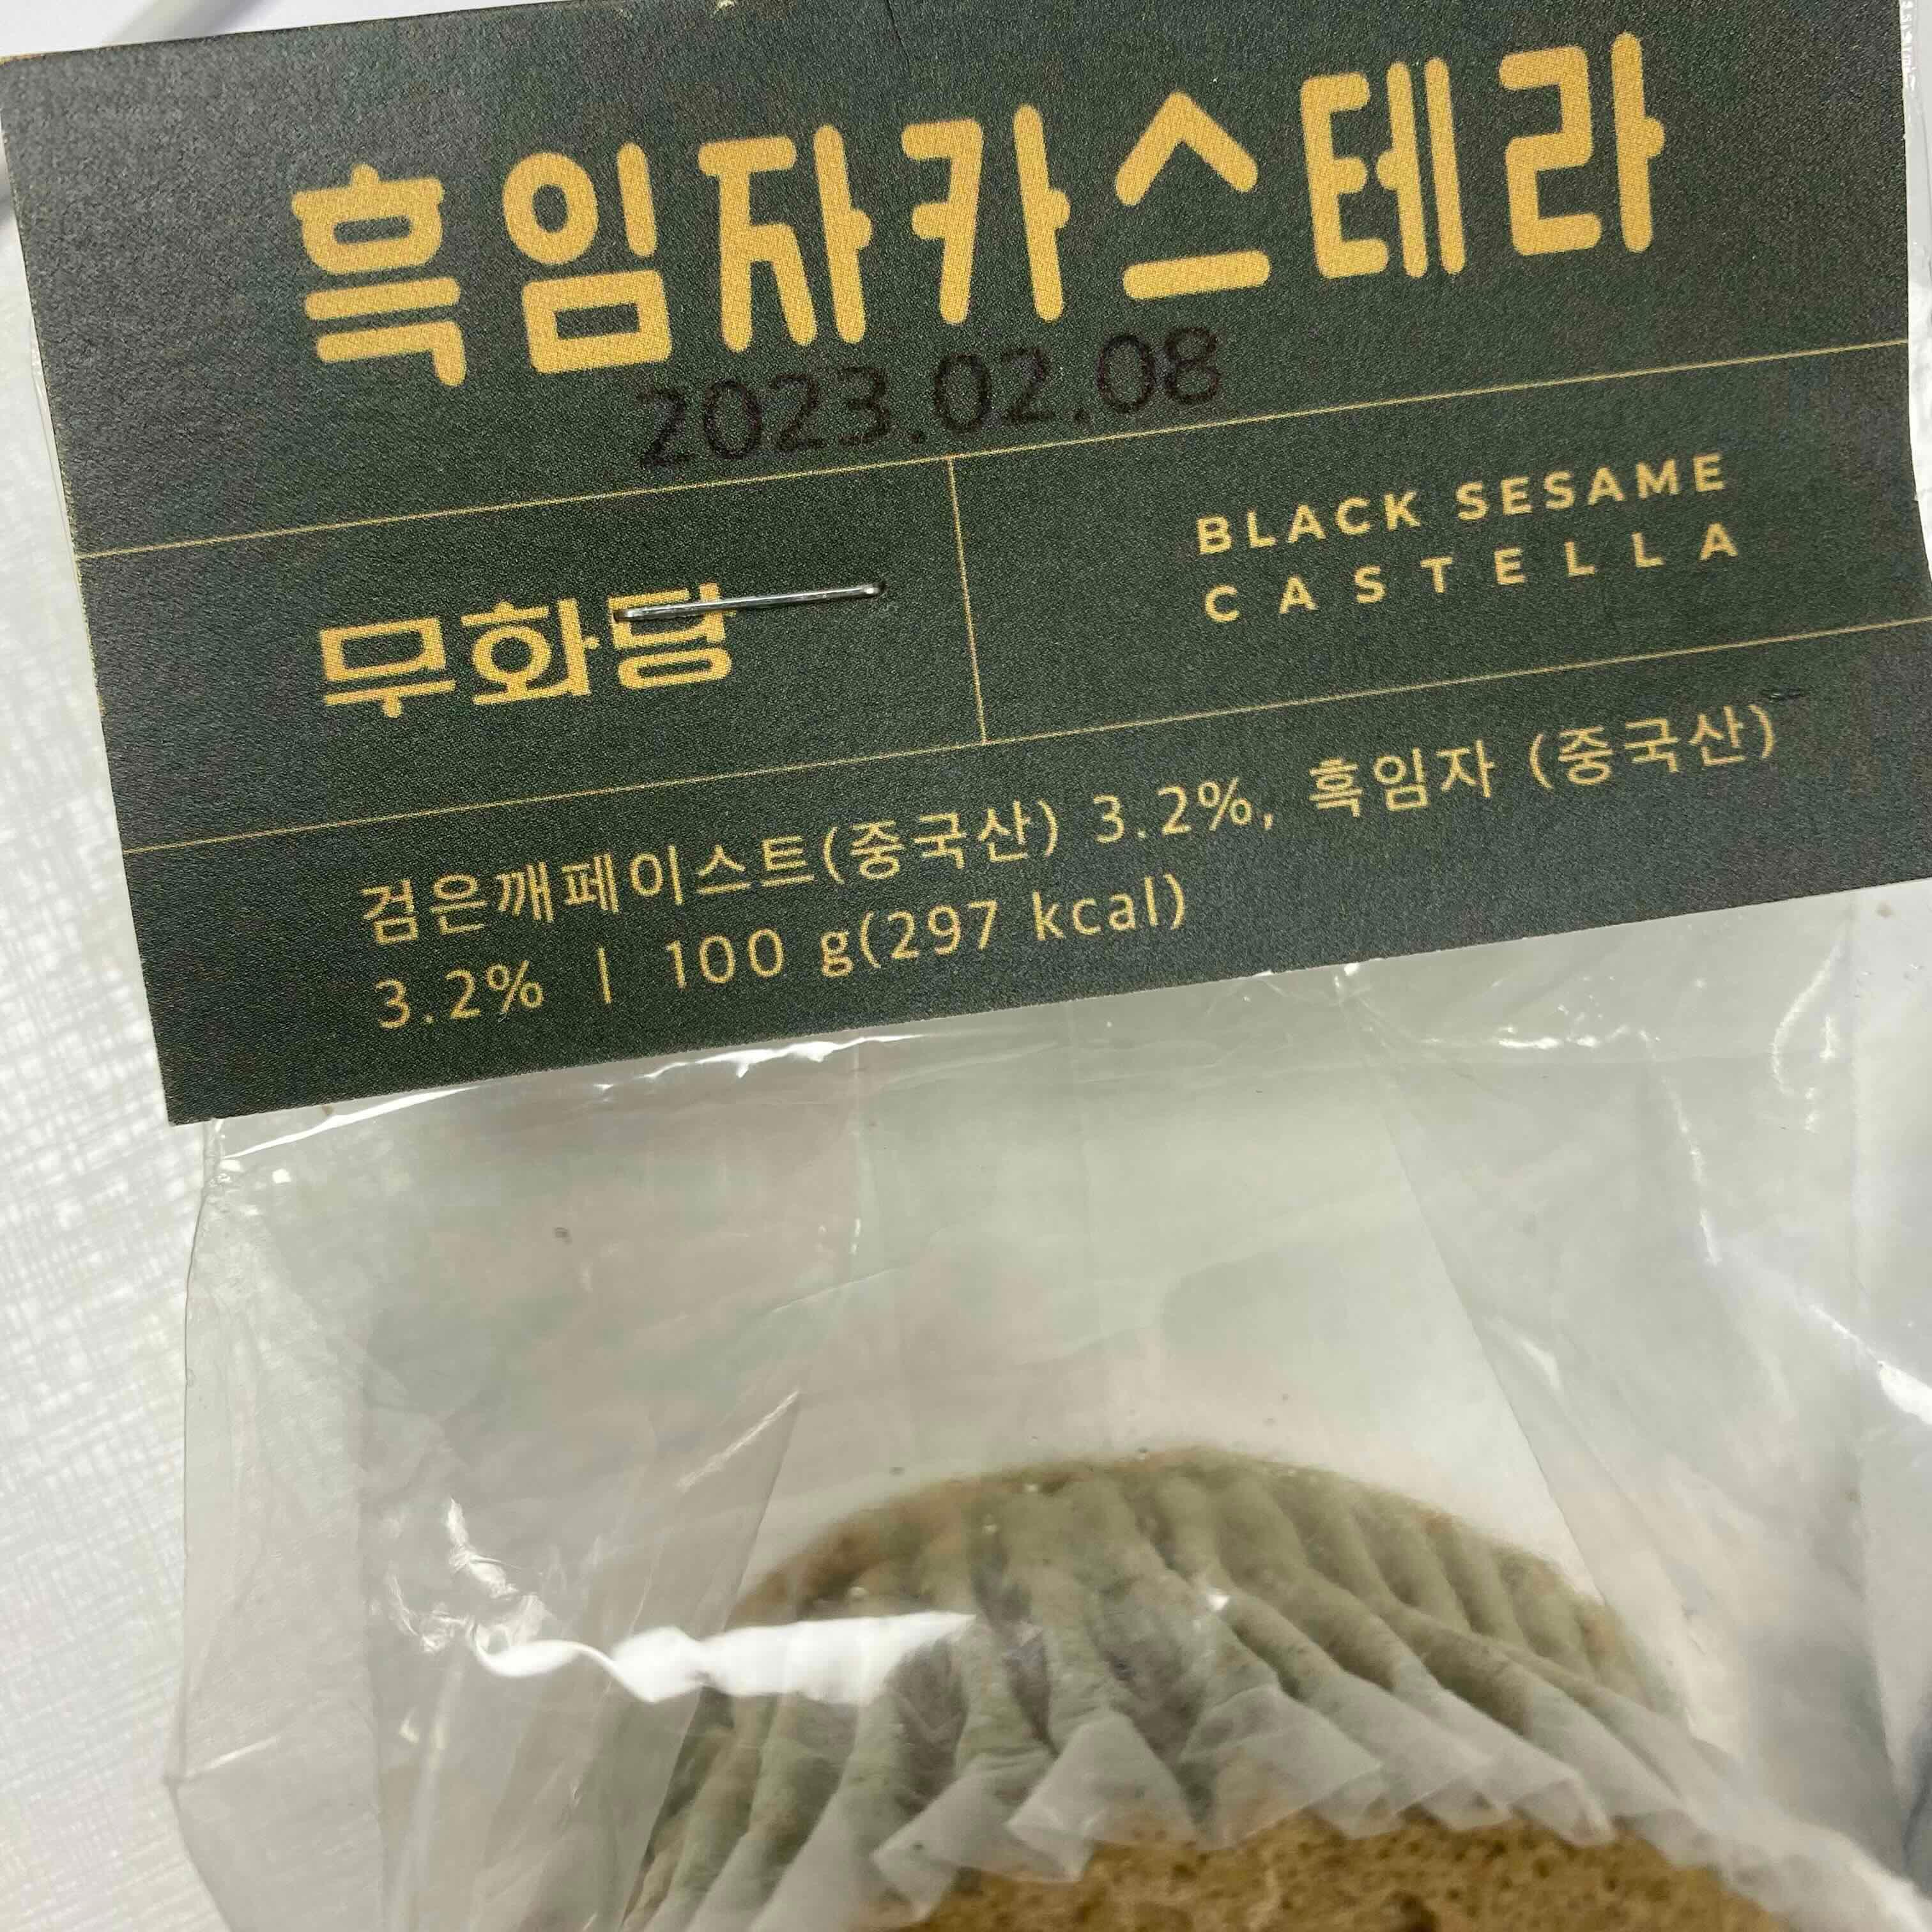 흑임자카스테라
2023.02.08
무화당
BLACK SESAME
CASTELLA
검은깨페이스트(중국산) 3.2%, 흑임자 (중국산)
3.2% | 100 g(297 kcal)